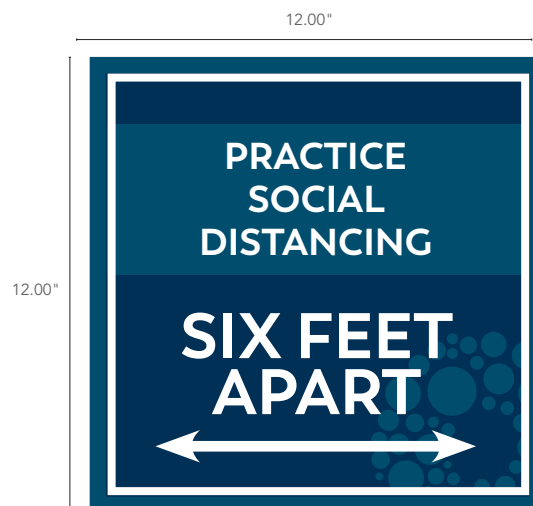 12.00"
PRACTICE
SOCIAL
DISTANCING
12.00"
SIX FEET
APART